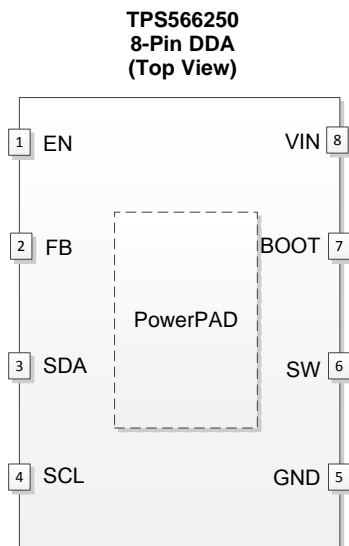 TPS566250
8-Pin DDA
(Top View)
1 EN VIN 8
2 FB BOOT 7
PowerPAD
3 SDA SW 6
4 SCL GND 5